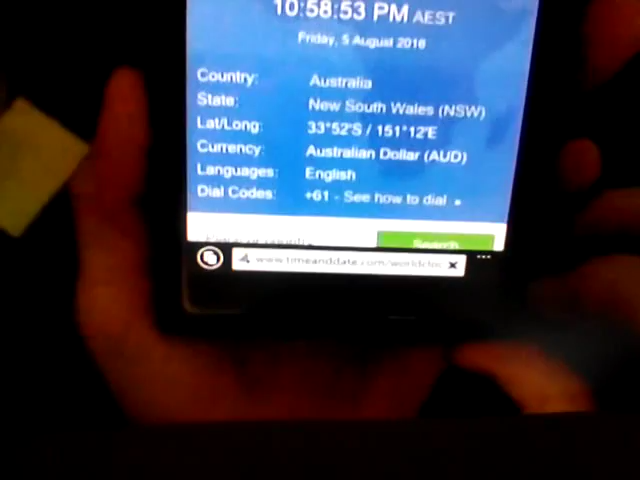 10:58:53 PM AEST
Friday, 5 August 2016
Country: Australia
State: New South Wales (NSW)
Lat/Long: 33°52'S / 151°12'E
Currency: Australian Dollar (AUD)
Languages: English
Dial Codes: +61 - See how to dial
Search
www.timeanddate.com/worldcloc